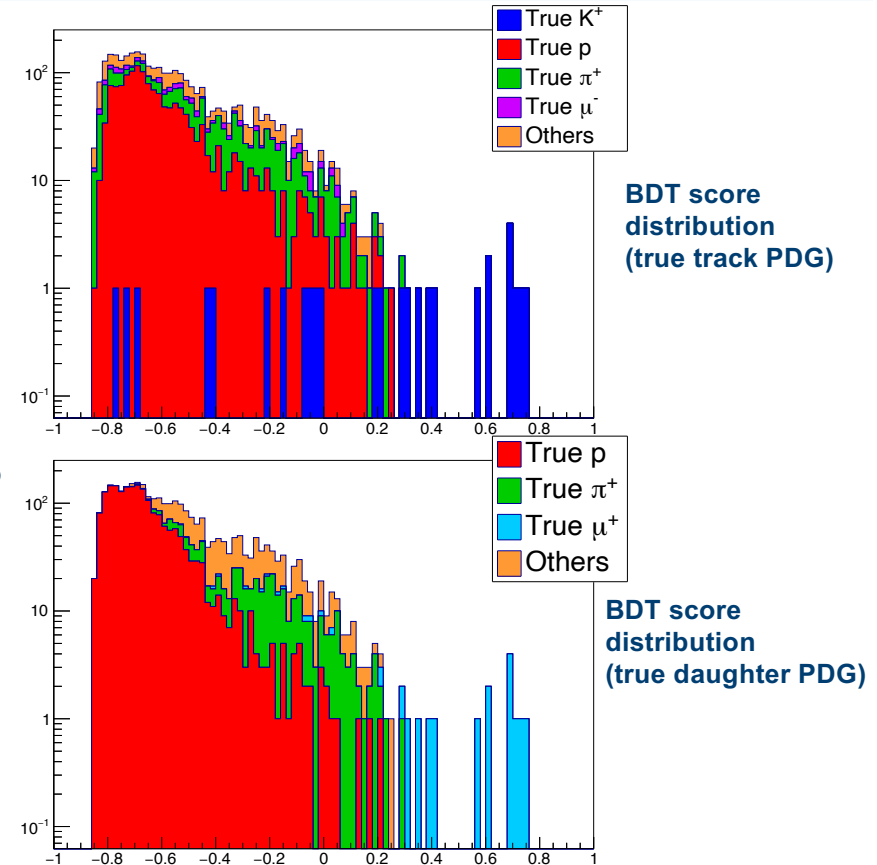 True K⁺
True p
True π⁺
True μ⁻
Others
10²
10
1
10⁻¹
−1 −0.8 −0.6 −0.4 −0.2 0 0.2 0.4 0.6 0.8 1
BDT score
distribution
(true track PDG)
True p
True π⁺
True μ⁺
Others
10²
10
1
10⁻¹
−1 −0.8 −0.6 −0.4 −0.2 0 0.2 0.4 0.6 0.8 1
BDT score
distribution
(true daughter PDG)